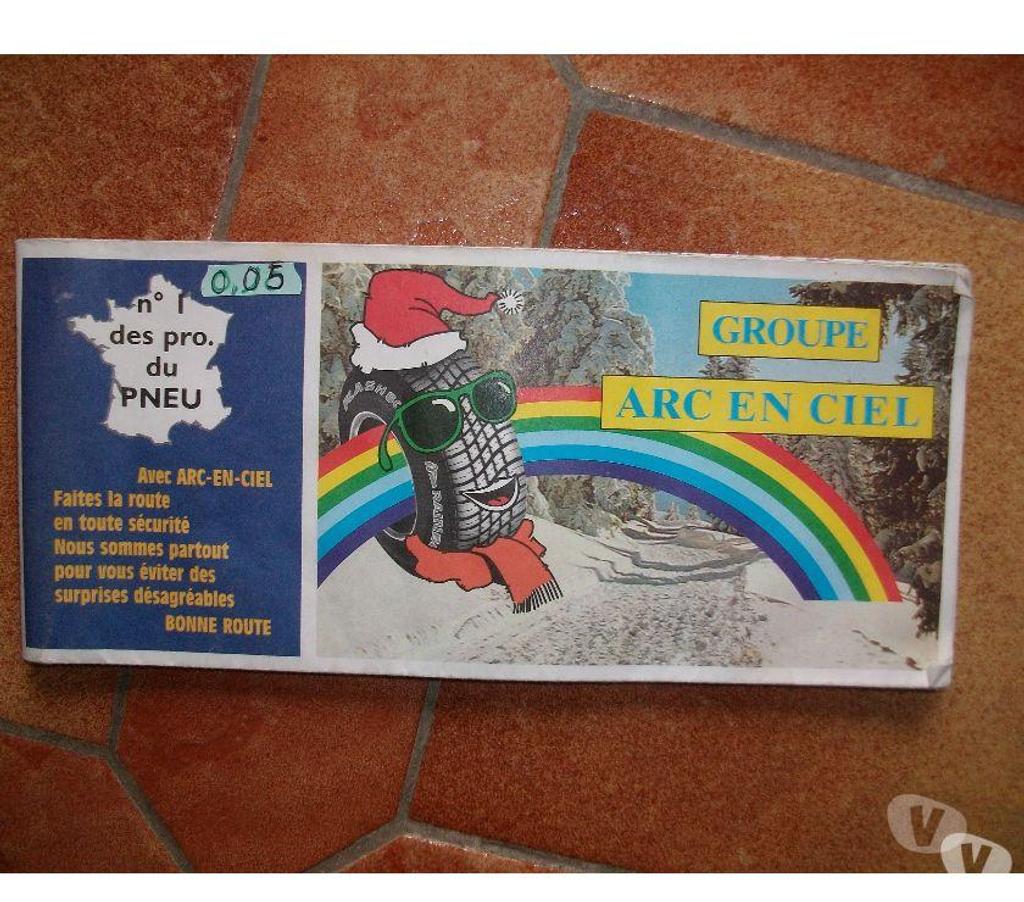 0,05
n° 1
des pro.
du
PNEU
Avec ARC-EN-CIEL
Faites la route
en toute sécurité
Nous sommes partout
pour vous éviter des
surprises désagréables
BONNE ROUTE
GROUPE
ARC EN CIEL
V
V